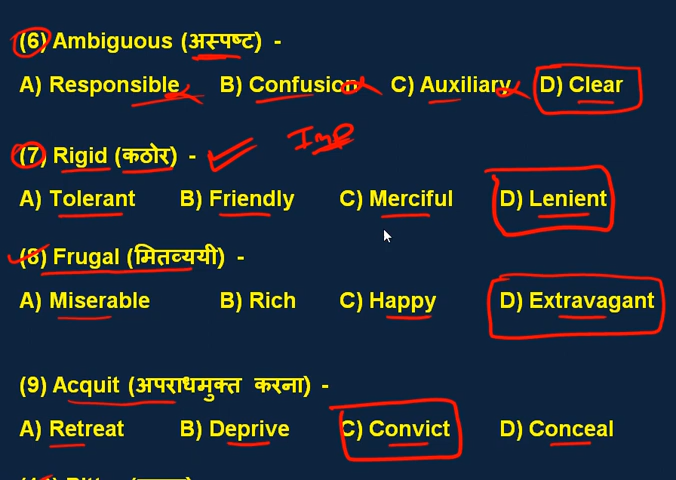 (6) Ambiguous (अस्पष्ट) -
A) Responsible B) Confusion C) Auxiliary D) Clear
Imp
(7) Rigid (कठोर) -
A) Tolerant B) Friendly C) Merciful D) Lenient
(8) Frugal (मितव्ययी) -
A) Miserable B) Rich C) Happy D) Extravagant
(9) Acquit (अपराधमुक्त करना) -
A) Retreat B) Deprive C) Convict D) Conceal